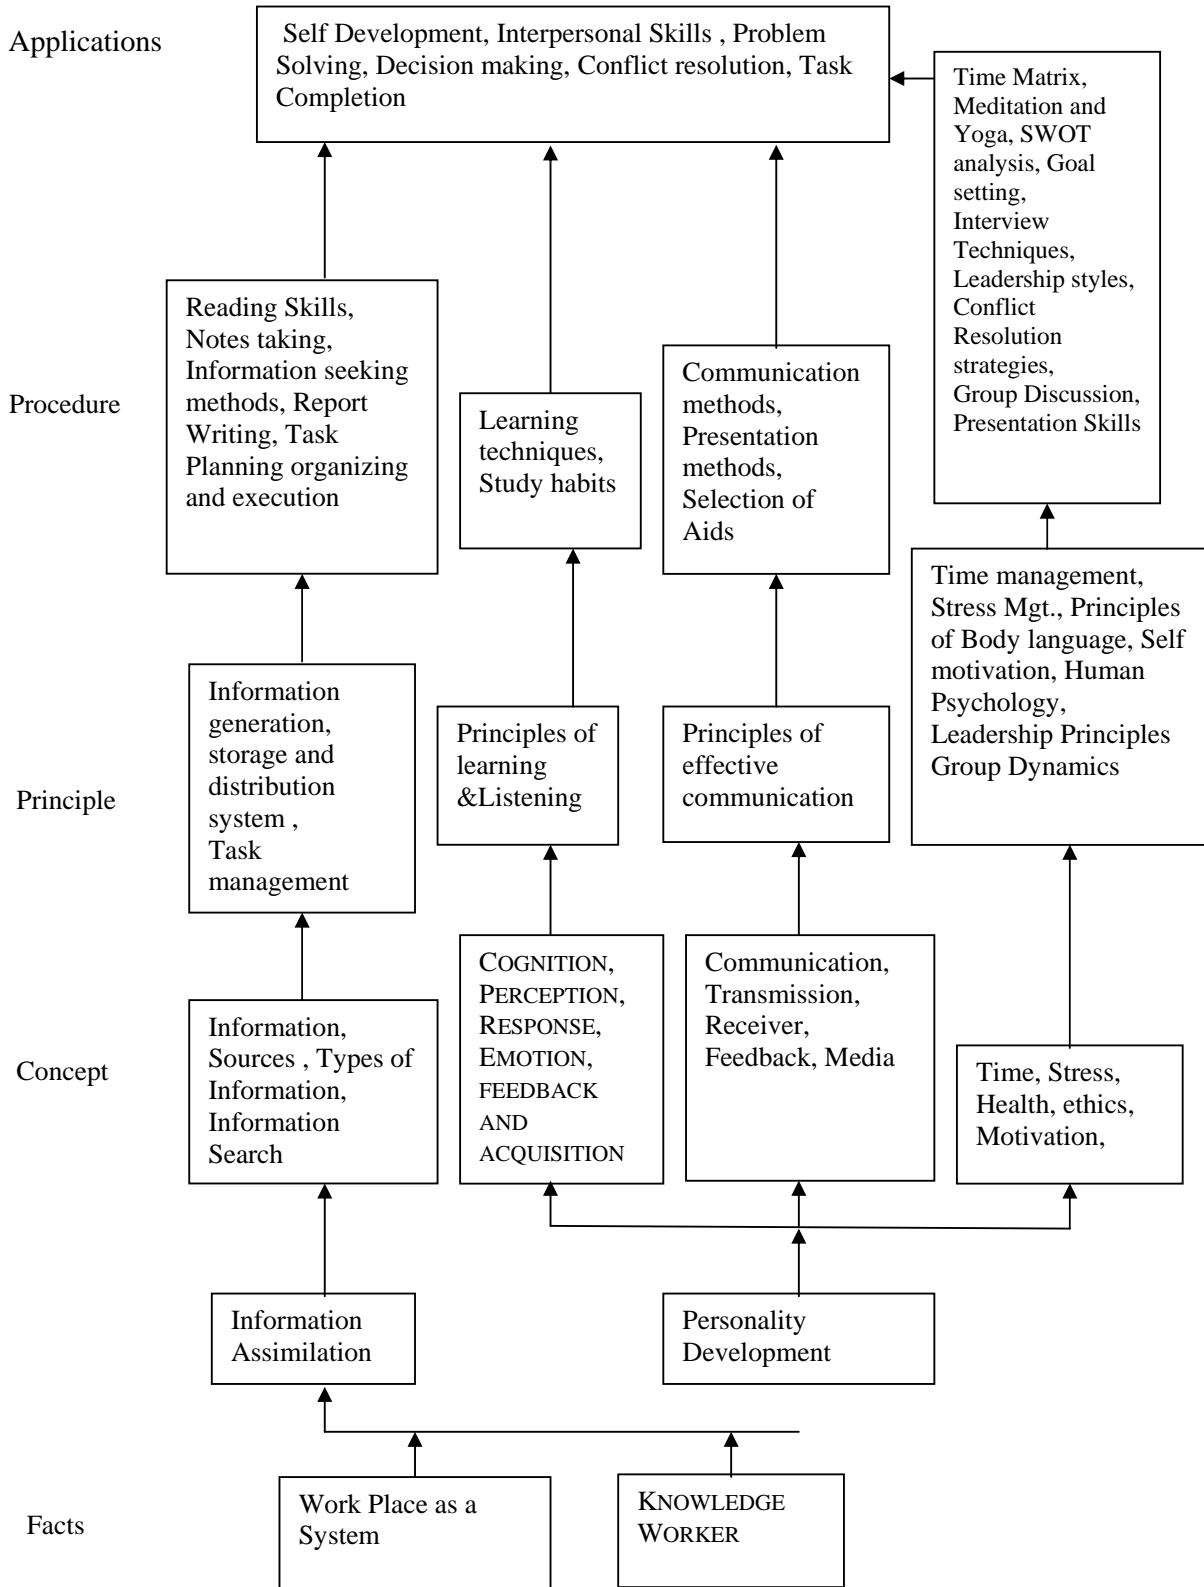 Applications
Self Development, Interpersonal Skills , Problem
Solving, Decision making, Conflict resolution, Task
Completion
Time Matrix,
Meditation and
Yoga, SWOT
analysis, Goal
setting,
Interview
Techniques,
Leadership styles,
Conflict
Resolution
strategies,
Group Discussion,
Presentation Skills
Procedure
Reading Skills,
Notes taking,
Information seeking
methods, Report
Writing, Task
Planning organizing
and execution
Learning
techniques,
Study habits
Communication
methods,
Presentation
methods,
Selection of
Aids
Time management,
Stress Mgt., Principles
of Body language, Self
motivation, Human
Psychology,
Leadership Principles
Group Dynamics
Principle
Information
generation,
storage and
distribution
system ,
Task
management
Principles of
learning
&Listening
Principles of
effective
communication
Concept
Information,
Sources , Types of
Information,
Information
Search
COGNITION,
PERCEPTION,
RESPONSE,
EMOTION,
FEEDBACK
AND
ACQUISITION
Communication,
Transmission,
Receiver,
Feedback, Media
Time, Stress,
Health, ethics,
Motivation,
Information
Assimilation
Personality
Development
Facts
Work Place as a
System
KNOWLEDGE
WORKER